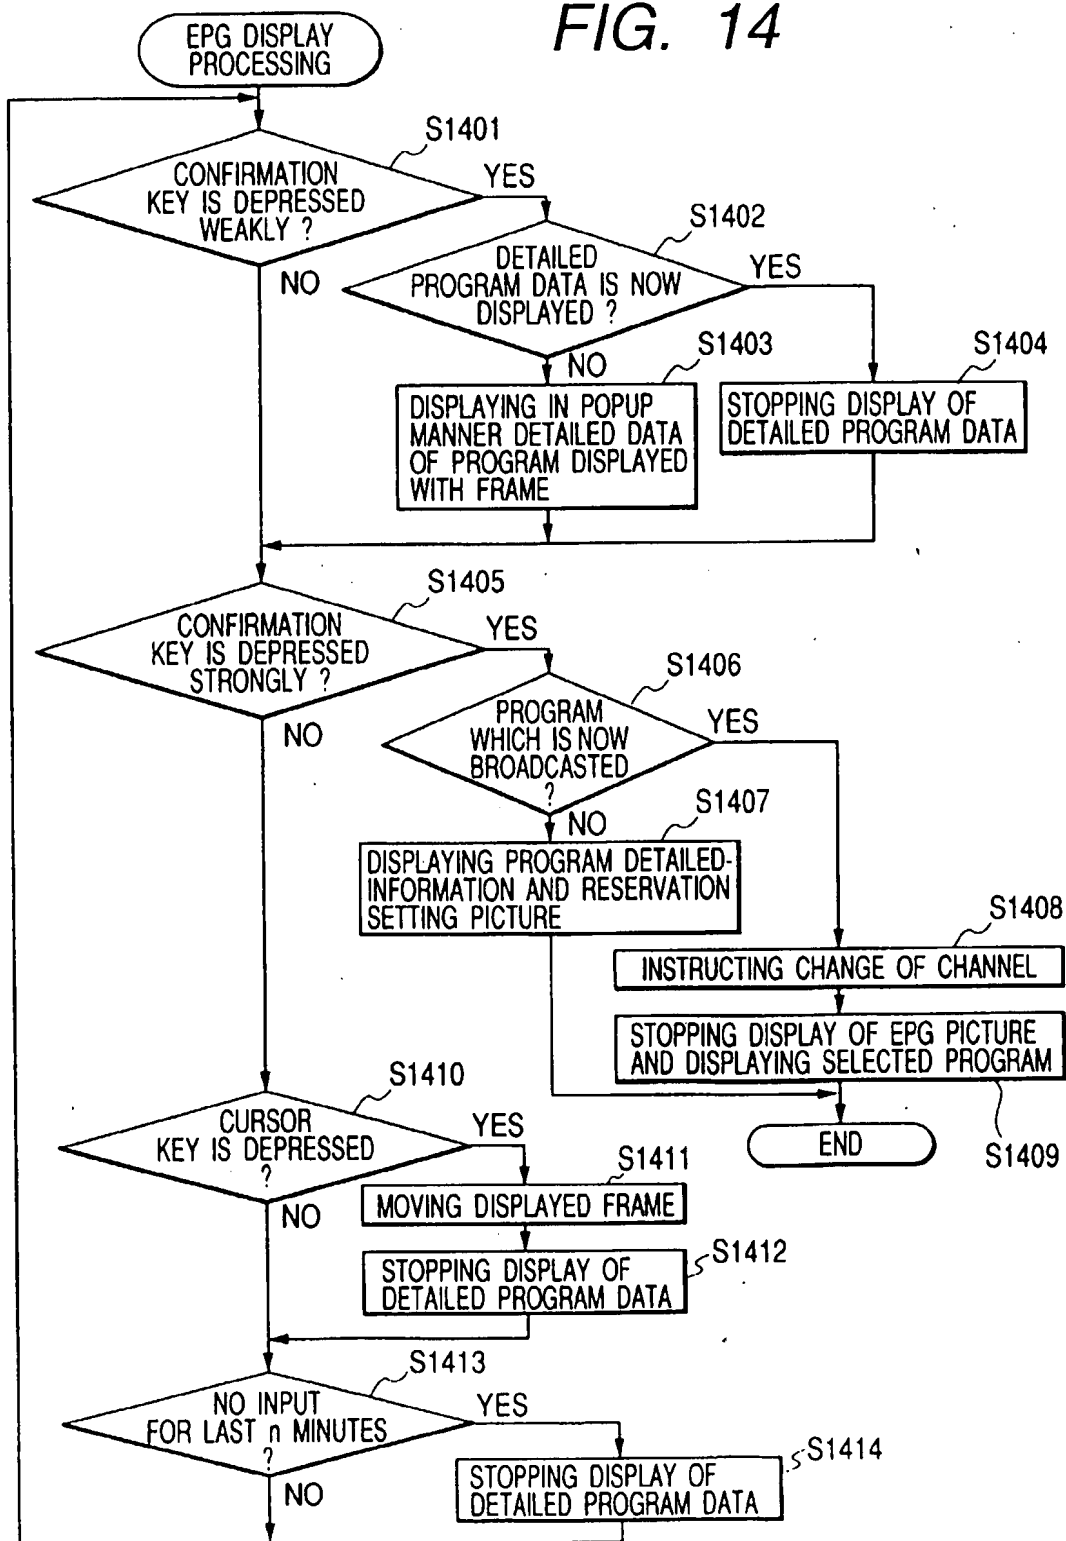 FIG. 14
EPG DISPLAY
PROCESSING
S1401
CONFIRMATION
KEY IS DEPRESSED
WEAKLY ?
YES
NO
S1402
DETAILED
PROGRAM DATA IS NOW
DISPLAYED ?
YES
NO
S1403
DISPLAYING IN POPUP
MANNER DETAILED DATA
OF PROGRAM DISPLAYED
WITH FRAME
S1404
STOPPING DISPLAY OF
DETAILED PROGRAM DATA
S1405
CONFIRMATION
KEY IS DEPRESSED
STRONGLY ?
YES
NO
S1406
PROGRAM
WHICH IS NOW
BROADCASTED
?
YES
NO
S1407
DISPLAYING PROGRAM DETAILED-
INFORMATION AND RESERVATION
SETTING PICTURE
S1408
INSTRUCTING CHANGE OF CHANNEL
STOPPING DISPLAY OF EPG PICTURE
AND DISPLAYING SELECTED PROGRAM
S1409
END
S1410
CURSOR
KEY IS DEPRESSED
?
YES
NO
S1411
MOVING DISPLAYED FRAME
S1412
STOPPING DISPLAY OF
DETAILED PROGRAM DATA
S1413
NO INPUT
FOR LAST n MINUTES
?
YES
NO
S1414
STOPPING DISPLAY OF
DETAILED PROGRAM DATA